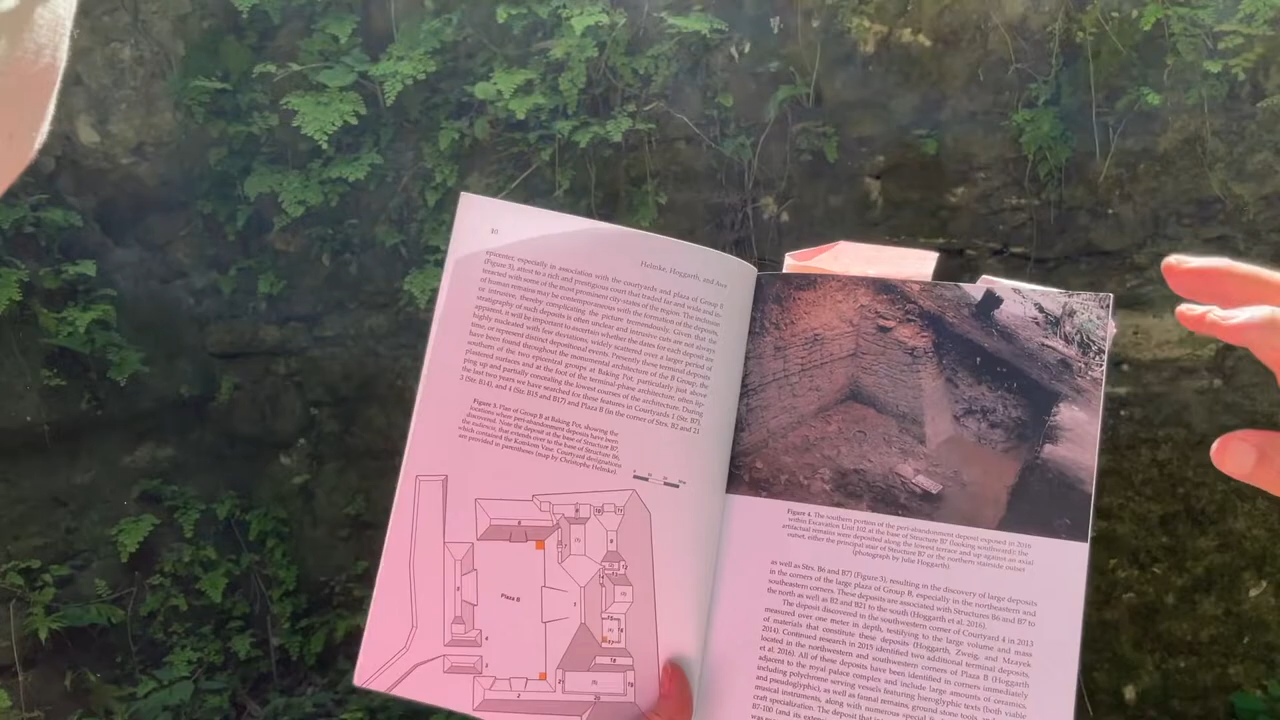 80
Helmke, Hoggarth, and Awe
epicenter, especially in association with the courtyards and plaza of Group B
(Figure 3), attest to a rich and prestigious court that traded far and wide and in-
teracted with some of the most prominent city-states of the region. The inclusion
of human remains may be contemporaneous with the formation of the deposits,
or intrusive, thereby complicating the picture tremendously. Given that the
stratigraphy of such deposits is often unclear and intrusive cuts are not always
apparent, it will be important to ascertain whether the dates for each deposit are
highly nucleated with few observations, widely scattered over a larger period of
time, or represent distinct depositional events. Presently these terminal deposits
have been found throughout the monumental architecture of the B Group, the
southern of the two epicentral groups at Baking Pot, particularly just above
plastered surfaces and at the foot of the terminal-phase architecture, often lip-
ping up and partially concealing the lowest courses of the architecture. During
the last two years we have searched for these features in Courtyards 1 (Str. B7),
3 (Str. B14), and 4 (Strs. B15 and B17) and Plaza B (in the corner of Strs. B2 and 21
Figure 3. Plan of Group B at Baking Pot, showing the
locations where peri-abandonment deposits have been
discovered. Note the deposit at the base of Structure B7,
the audiencia, that extends over to the base of Structure B6,
which contained the Komkom Vase. Courtyard designations
are provided in parentheses (map by Christophe Helmke).
Plaza B
Figure 4. The southern portion of the peri-abandonment deposit exposed in 2016
within Excavation Unit 102 at the base of Structure B7 (looking southward); the
artifactual remains were deposited along the lowest terrace and up against an axial
outset, either the principal stair of Structure B7 or the northern stairside outset
(photograph by Julie Hoggarth).
as well as Strs. B6 and B7) (Figure 3), resulting in the discovery of large deposits
in the corners of the large plaza of Group B, especially in the northeastern and
southeastern corners. These deposits are associated with Structures B6 and B7 to
the north as well as B2 and B21 to the south (Hoggarth et al. 2016).
The deposit discovered in the southwestern corner of Courtyard 4 in 2013
measured over one meter in depth, testifying to the large volume and mass
of materials that constitute these deposits (Hoggarth, Zweig, and Mzayek
2014). Continued research in 2015 identified two additional terminal deposits,
located in the northwestern and southwestern corners of Plaza B (Hoggarth
et al. 2016). All of these deposits have been identified in corners immediately
adjacent to the royal palace complex and include large amounts of ceramics,
including polychrome serving vessels featuring hieroglyphic texts (both viable
and pseudoglyphic), as well as faunal remains, ground stone tools, and
musical instruments, along with numerous special
craft specialization. The deposit that
B7-100 (and its